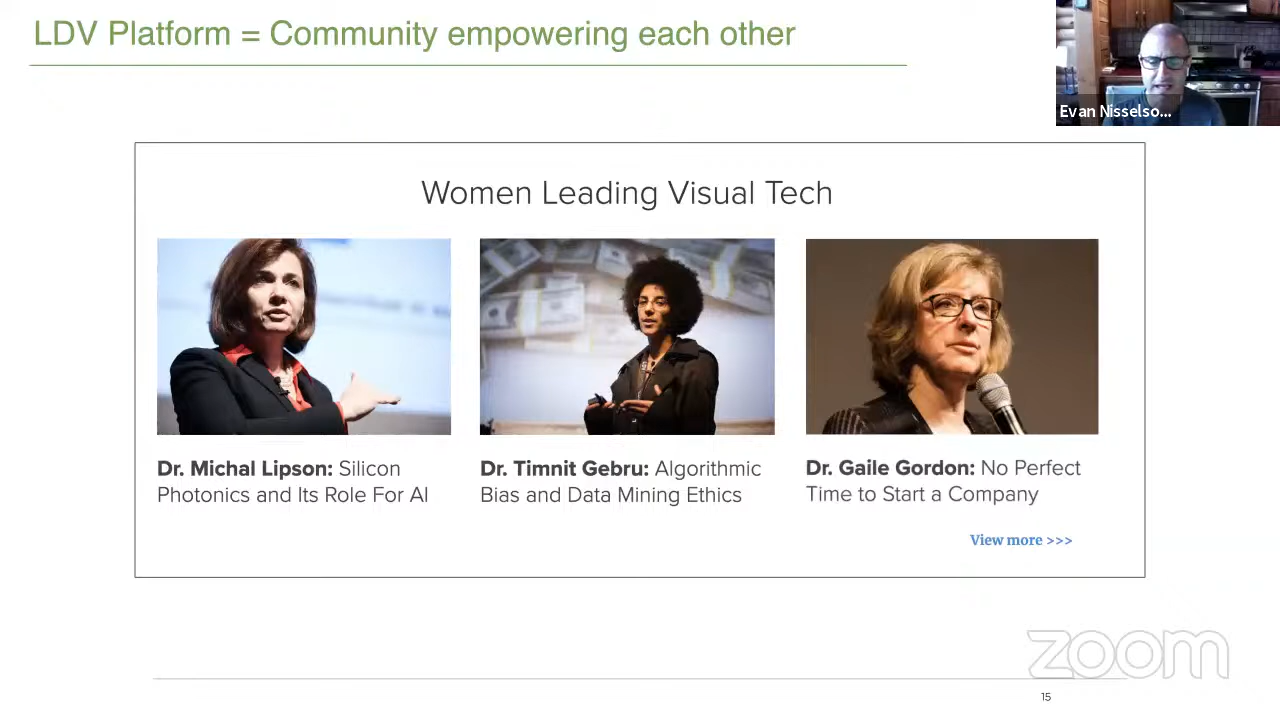 LDV Platform = Community empowering each other
Evan Nisselso...
Women Leading Visual Tech
Dr. Michal Lipson: Silicon
Photonics and Its Role For AI
Dr. Timnit Gebru: Algorithmic
Bias and Data Mining Ethics
Dr. Gaile Gordon: No Perfect
Time to Start a Company
View more >>>
zoom
15